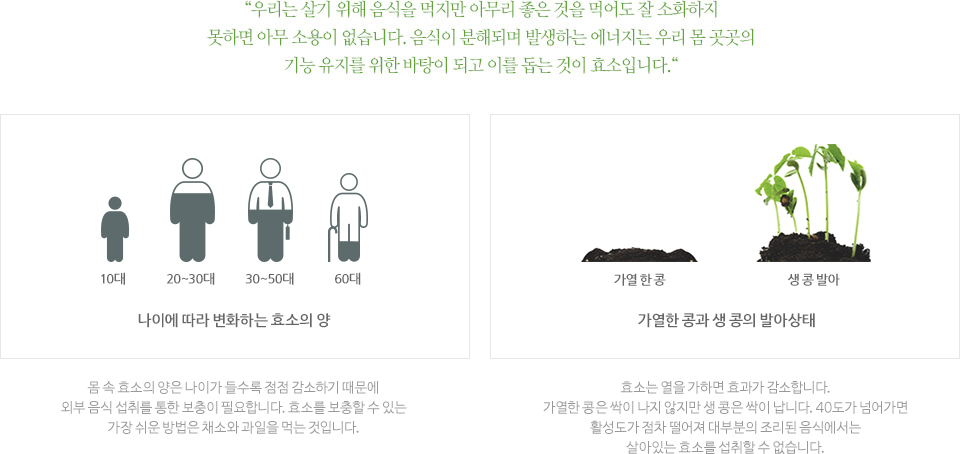 “우리는 살기 위해 음식을 먹지만 아무리 좋은 것을 먹어도 잘 소화하지
못하면 아무 소용이 없습니다. 음식이 분해되며 발생하는 에너지는 우리 몸 곳곳의
기능 유지를 위한 바탕이 되고 이를 돕는 것이 효소입니다.“
10대
20~30대
30~50대
60대
나이에 따라 변화하는 효소의 양
가열 한 콩
생 콩 발아
가열한 콩과 생 콩의 발아상태
몸 속 효소의 양은 나이가 들수록 점점 감소하기 때문에
외부 음식 섭취를 통한 보충이 필요합니다. 효소를 보충할 수 있는
가장 쉬운 방법은 채소와 과일을 먹는 것입니다.
효소는 열을 가하면 효과가 감소합니다.
가열한 콩은 싹이 나지 않지만 생 콩은 싹이 납니다. 40도가 넘어가면
활성도가 점차 떨어져 대부분의 조리된 음식에서는
살아있는 효소를 섭취할 수 없습니다.